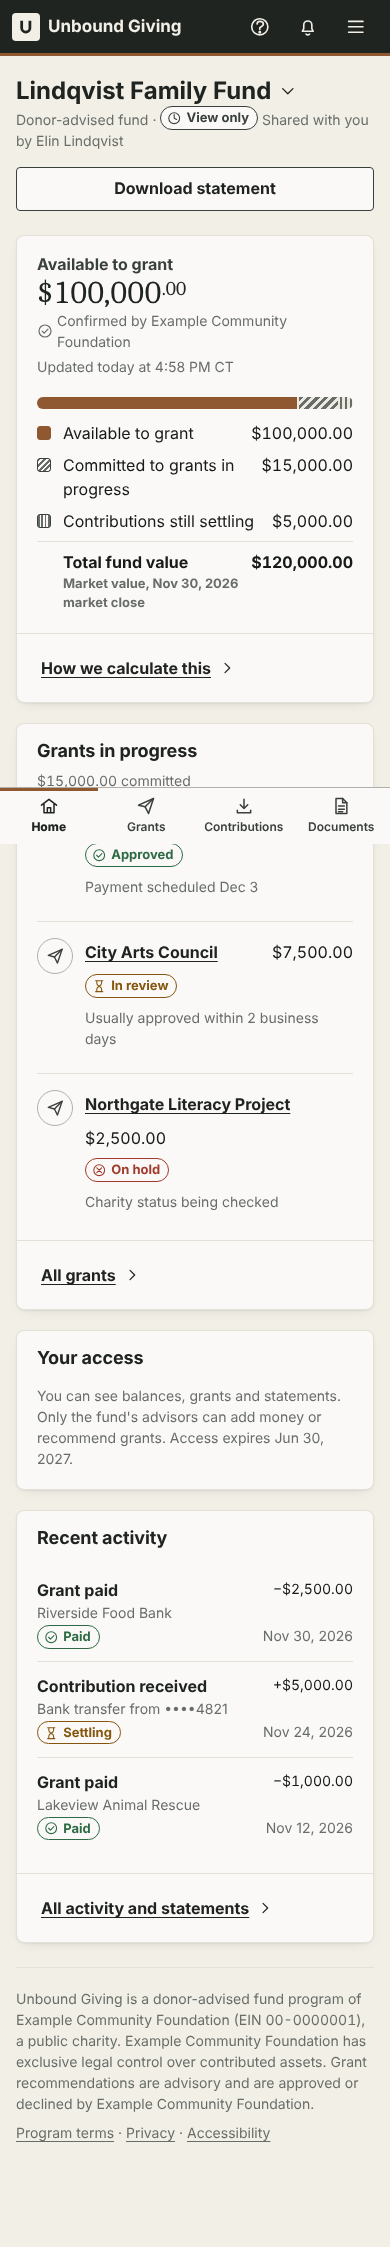 U Unbound Giving
Lindqvist Family Fund
Donor-advised fund · View only Shared with you
by Elin Lindqvist
Download statement
Available to grant
$100,000.00
Confirmed by Example Community
Foundation
Updated today at 4:58 PM CT
Available to grant $100,000.00
Committed to grants in $15,000.00
progress
Contributions still settling $5,000.00
Total fund value $120,000.00
Market value, Nov 30, 2026
market close
How we calculate this
Grants in progress
$15,000.00 committed
Home Grants Contributions Documents
Approved
Payment scheduled Dec 3
City Arts Council $7,500.00
In review
Usually approved within 2 business
days
Northgate Literacy Project
$2,500.00
On hold
Charity status being checked
All grants
Your access
You can see balances, grants and statements.
Only the fund's advisors can add money or
recommend grants. Access expires Jun 30,
2027.
Recent activity
Grant paid −$2,500.00
Riverside Food Bank
Paid Nov 30, 2026
Contribution received +$5,000.00
Bank transfer from ••••4821
Settling Nov 24, 2026
Grant paid −$1,000.00
Lakeview Animal Rescue
Paid Nov 12, 2026
All activity and statements
Unbound Giving is a donor-advised fund program of
Example Community Foundation (EIN 00-0000001),
a public charity. Example Community Foundation has
exclusive legal control over contributed assets. Grant
recommendations are advisory and are approved or
declined by Example Community Foundation.
Program terms · Privacy · Accessibility